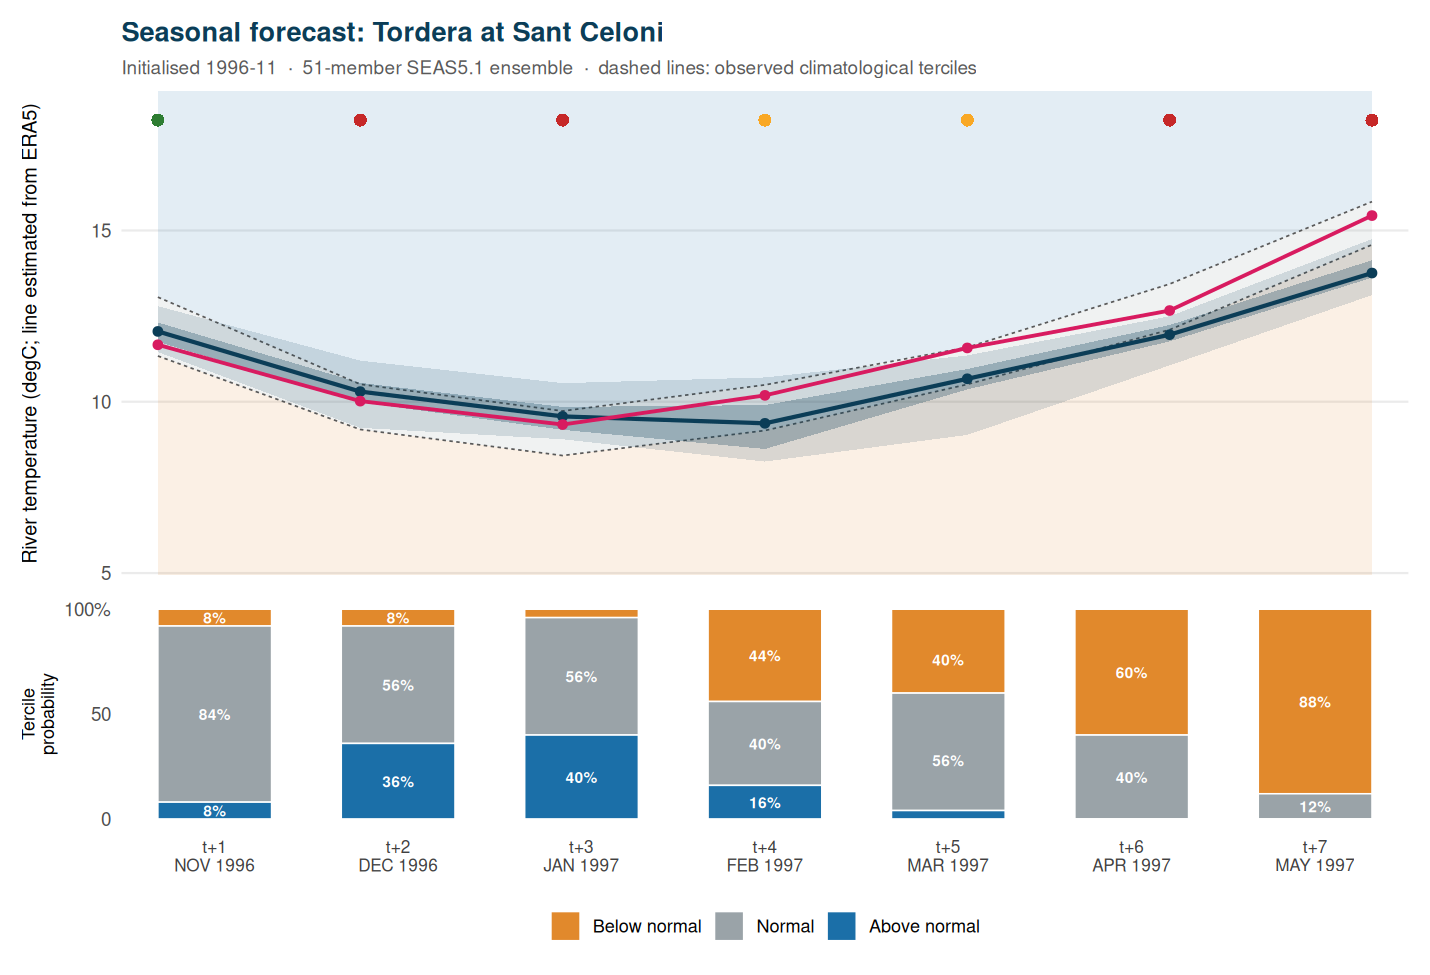 Seasonal forecast: Tordera at Sant Celoni
Initialised 1996-11 · 51-member SEAS5.1 ensemble · dashed lines: observed climatological terciles
River temperature (degC; line estimated from ERA5)
15
10
5
Tercile
probability
100%
50
0
8% 8%
44% 40% 60% 88%
84% 56% 56% 40% 56% 40% 12%
8% 36% 40% 16%
t+1 t+2 t+3 t+4 t+5 t+6 t+7
NOV 1996 DEC 1996 JAN 1997 FEB 1997 MAR 1997 APR 1997 MAY 1997
Below normal Normal Above normal